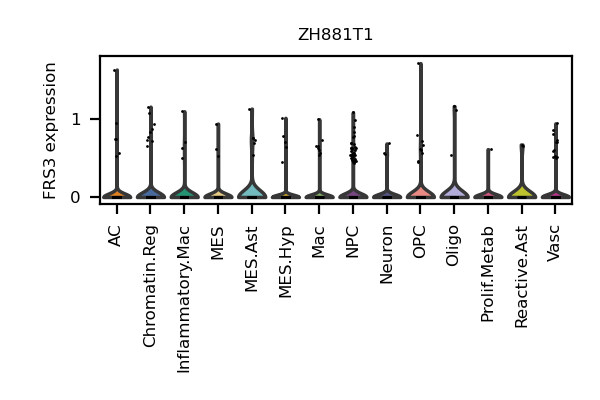 ZH881T1
FRS3 expression
1
0
AC
Chromatin.Reg
Inflammatory.Mac
MES
MES.Ast
MES.Hyp
Mac
NPC
Neuron
OPC
Oligo
Prolif.Metab
Reactive.Ast
Vasc